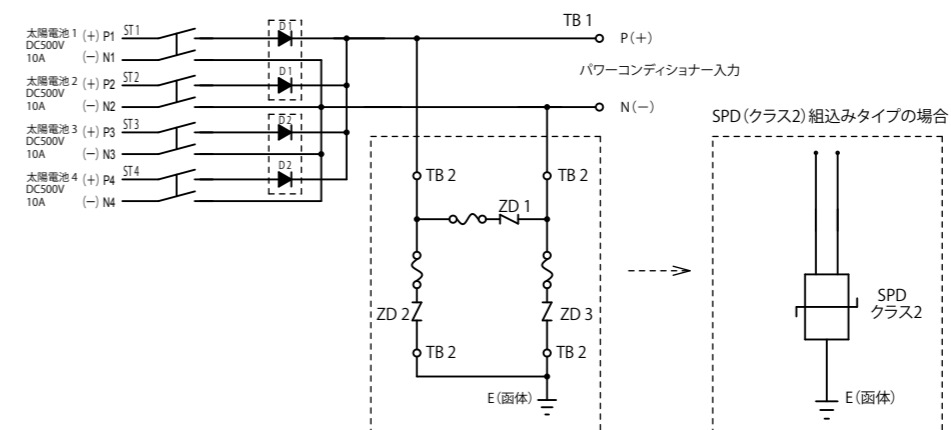 太陽電池1 (+) P1 ST1
DC500V
10A (−) N1
太陽電池2 (+) P2 ST2
DC500V
10A (−) N2
太陽電池3 (+) P3 ST3
DC500V
10A (−) N3
太陽電池4 (+) P4 ST4
DC500V
10A (−) N4
D1
D1
D2
D2
TB 1
P(+)
パワーコンディショナー入力
N(−)
TB 2 TB 2
ZD 1
ZD 2 ZD 3
TB 2 TB 2
E(函体)
SPD(クラス2)組込みタイプの場合
SPD
クラス2
E(函体)